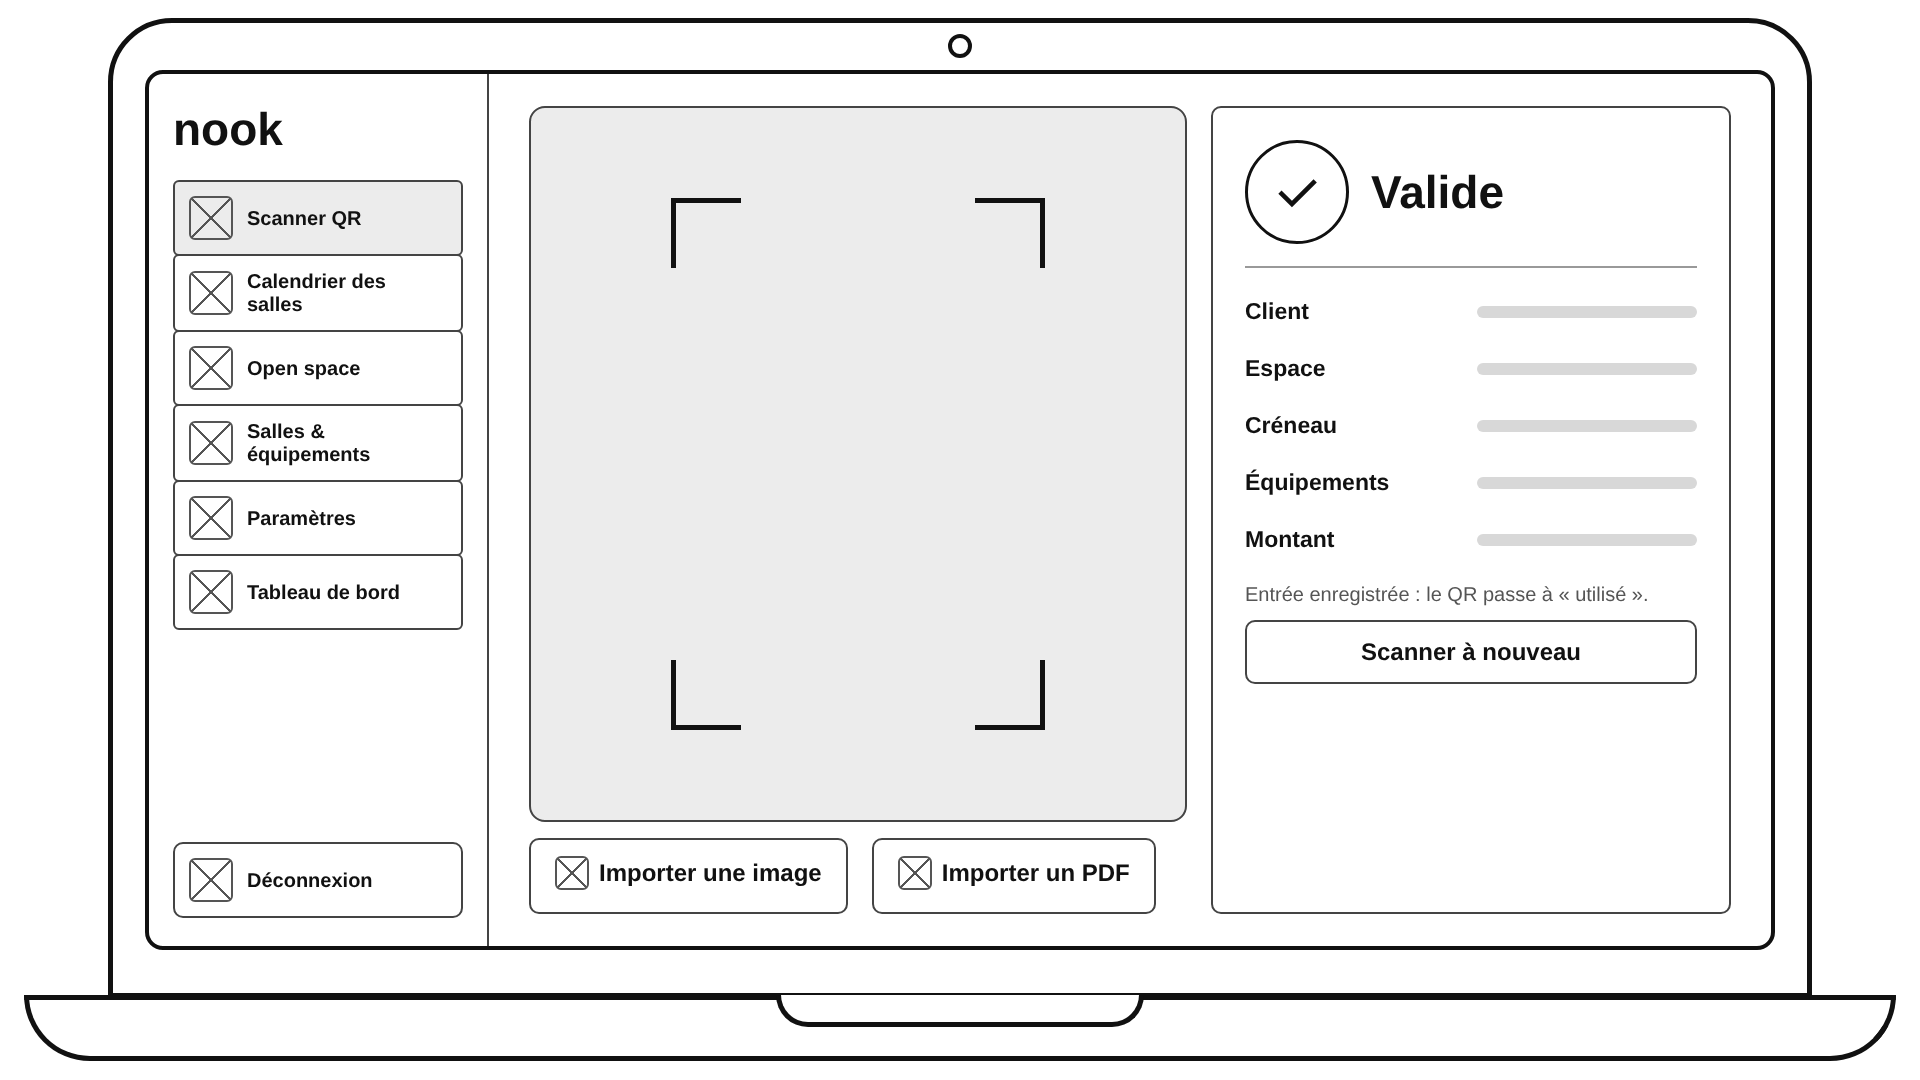 nook
Scanner QR
Calendrier des
salles
Open space
Salles &
équipements
Paramètres
Tableau de bord
Déconnexion
Importer une image
Importer un PDF
Valide
Client
Espace
Créneau
Équipements
Montant
Entrée enregistrée : le QR passe à « utilisé ».
Scanner à nouveau